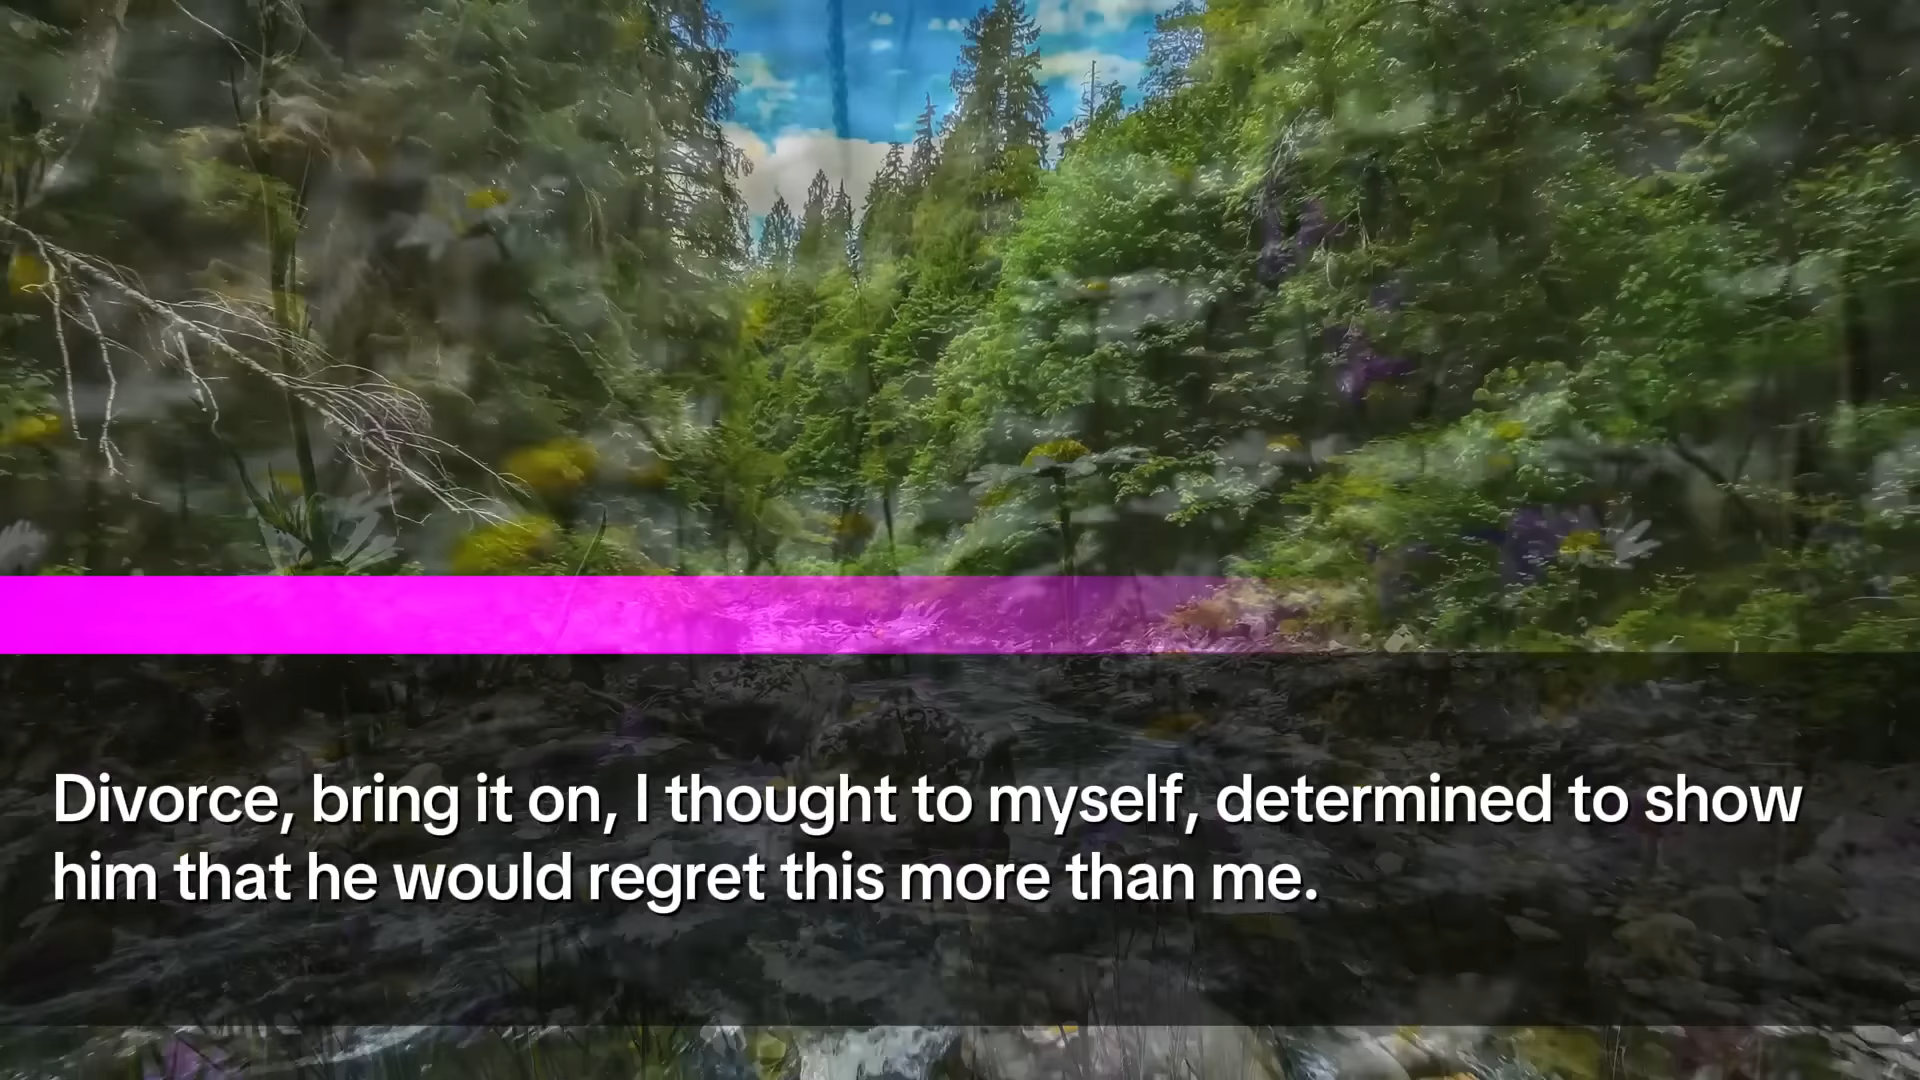 Divorce, bring it on, I thought to myself, determined to show
him that he would regret this more than me.